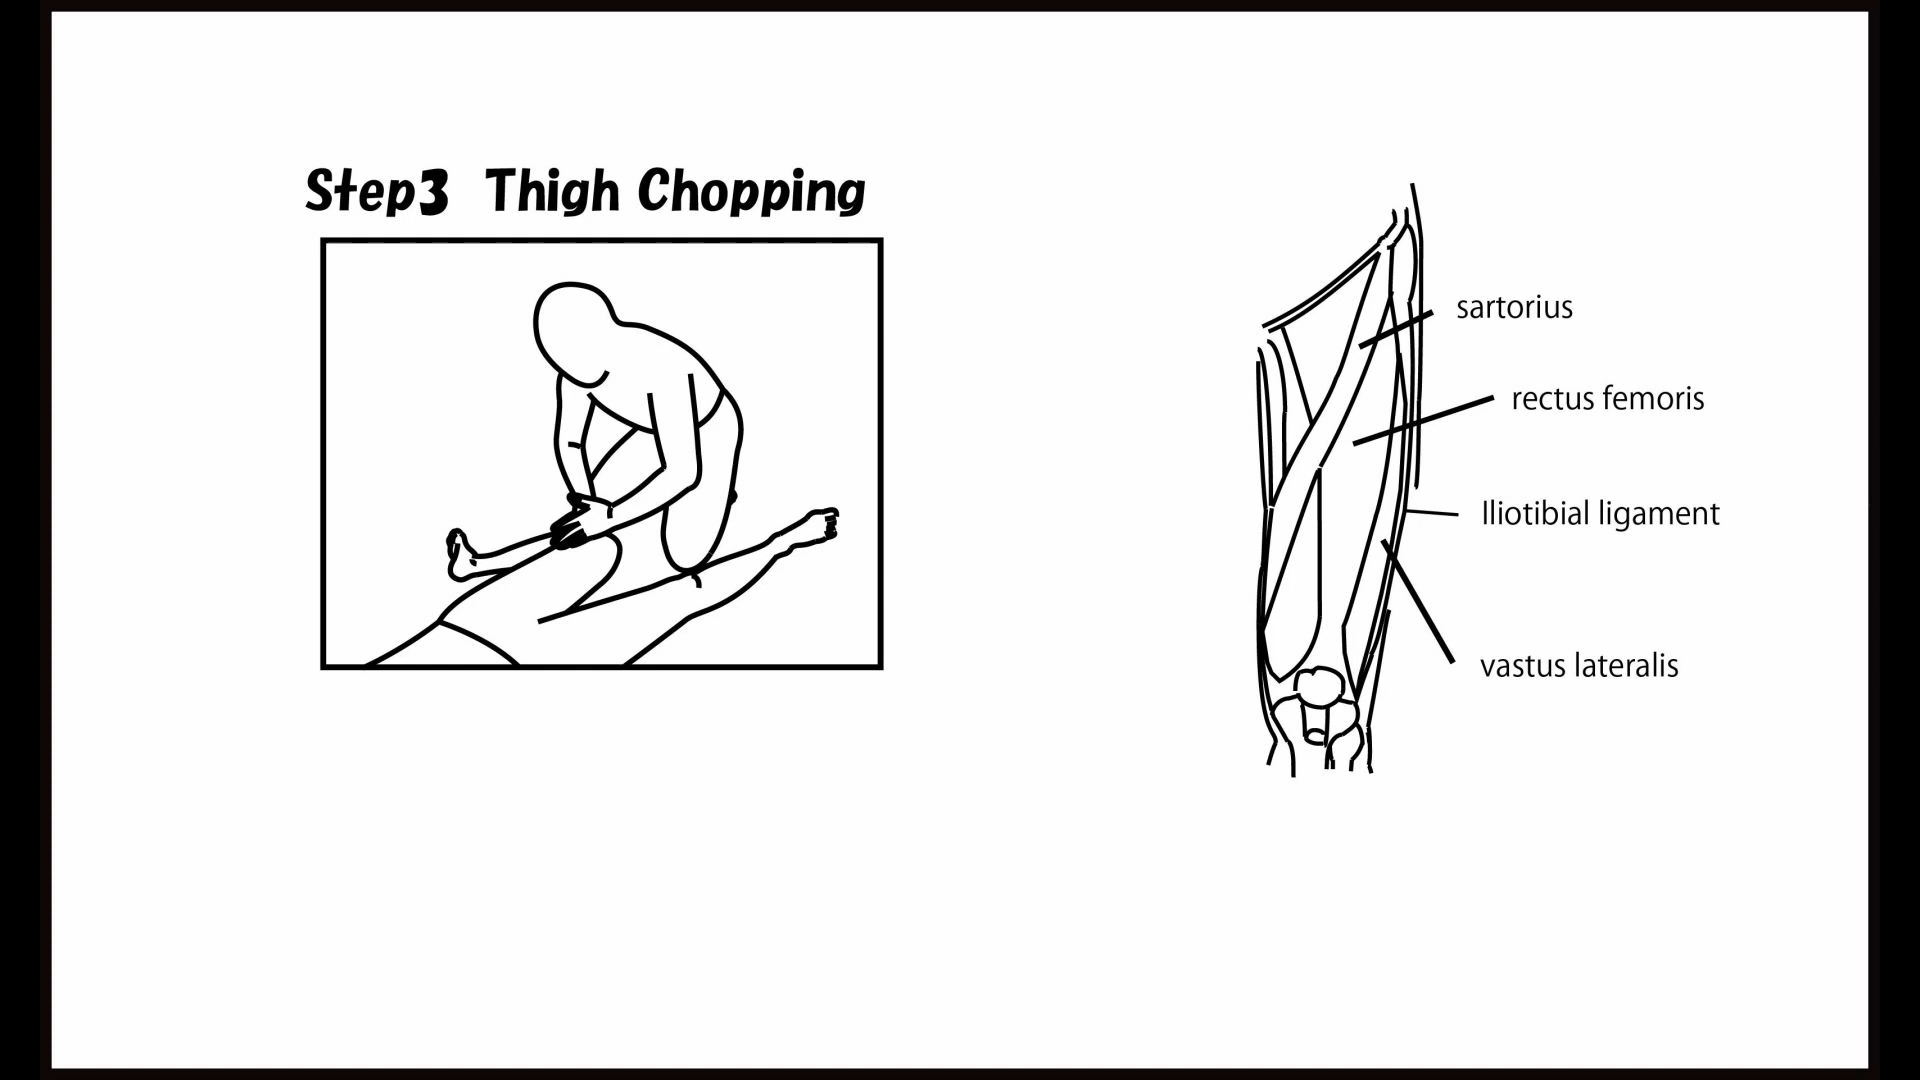 Step3 Thigh Chopping
sartorius
rectus femoris
Iliotibial ligament
vastus lateralis